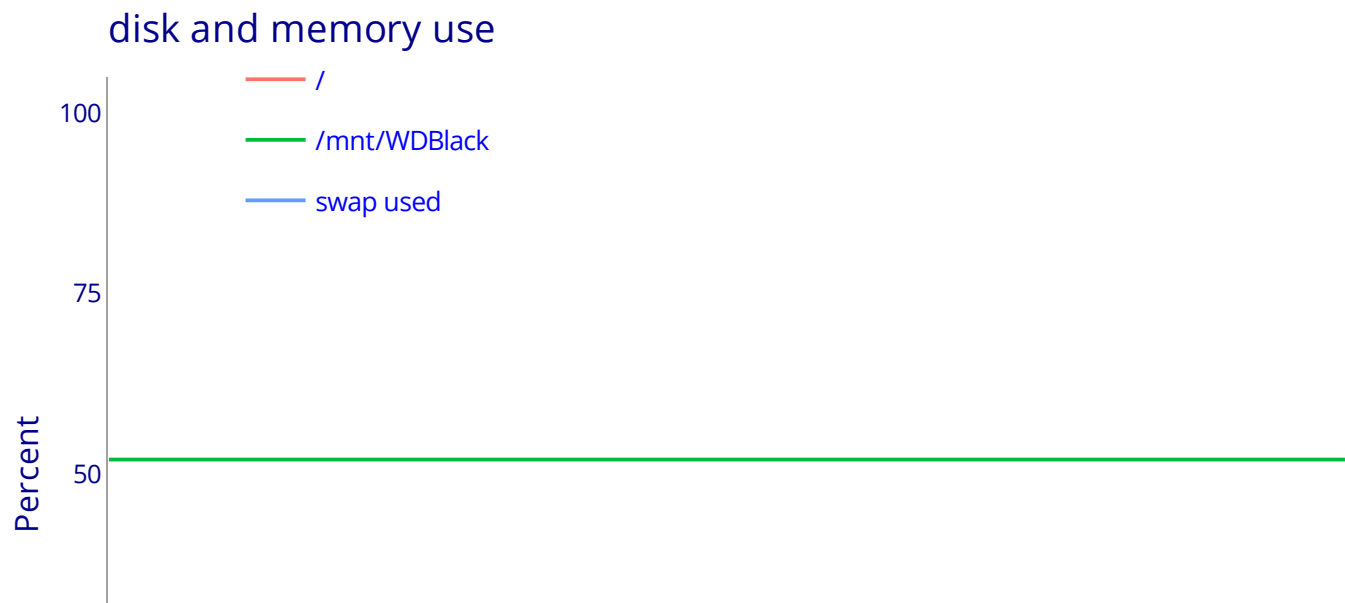 disk and memory use
/
100
/mnt/WDBlack
swap used
75
Percent
50